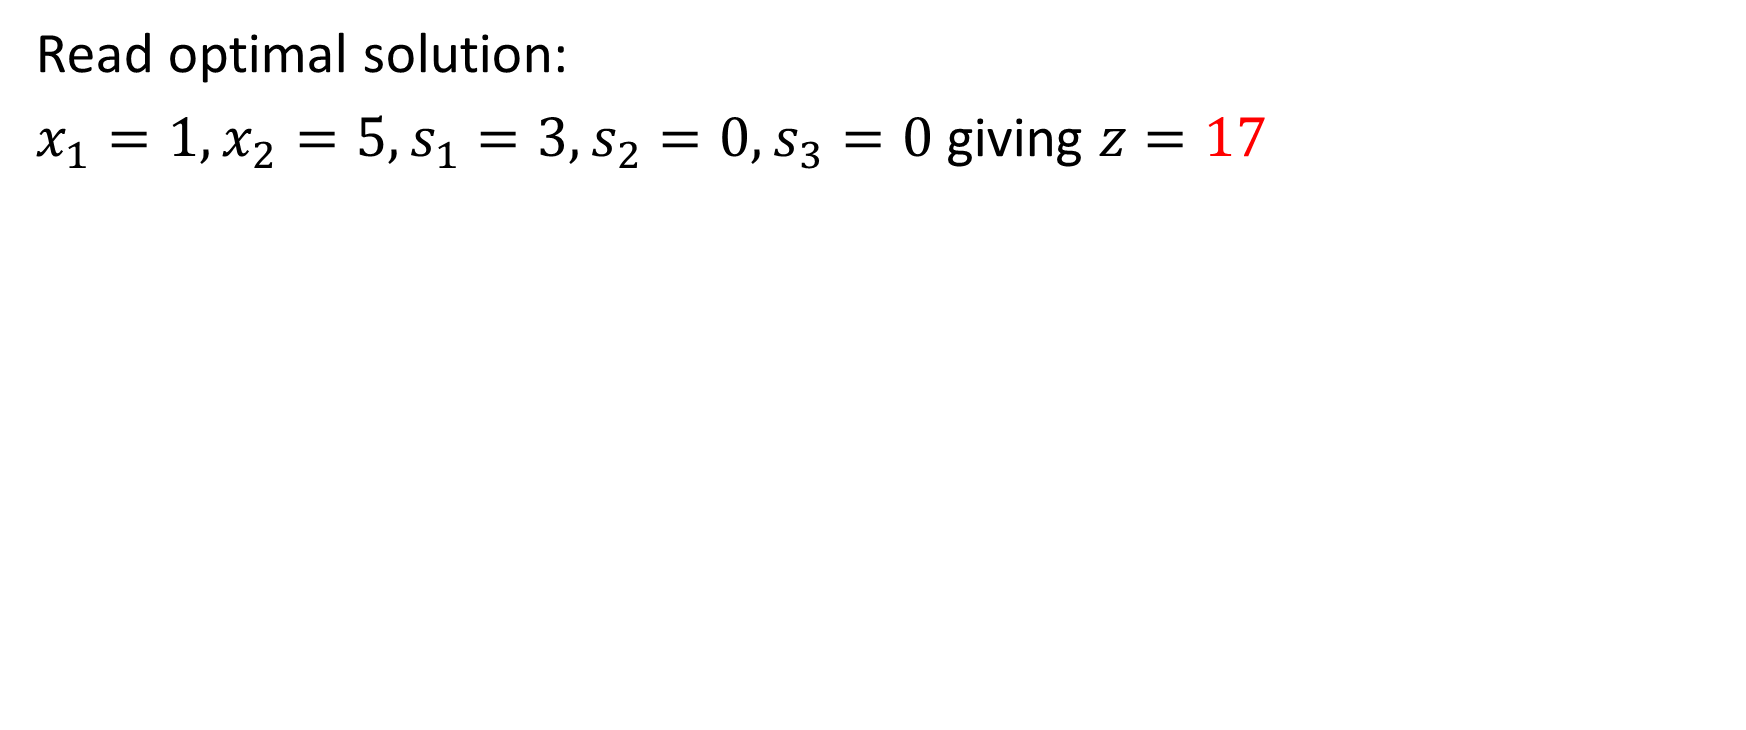 Read optimal solution:
x₁ = 1, x₂ = 5, s₁ = 3, s₂ = 0, s₃ = 0 giving z = 17